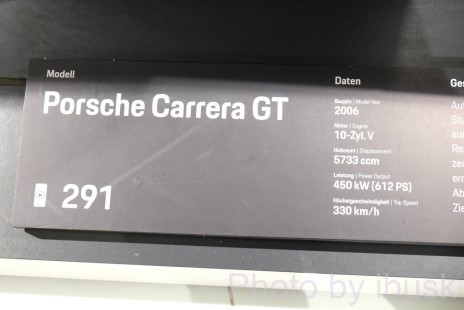 Modell
Porsche Carrera GT
291
Daten
Baujahr | Model Year
2006
Motor | Engine
10-Zyl. V
Hubraum | Displacement
5733 ccm
Leistung | Power Output
450 kW (612 PS)
Höchstgeschwindigkeit | Top Speed
330 km/h
Photo by ibusk